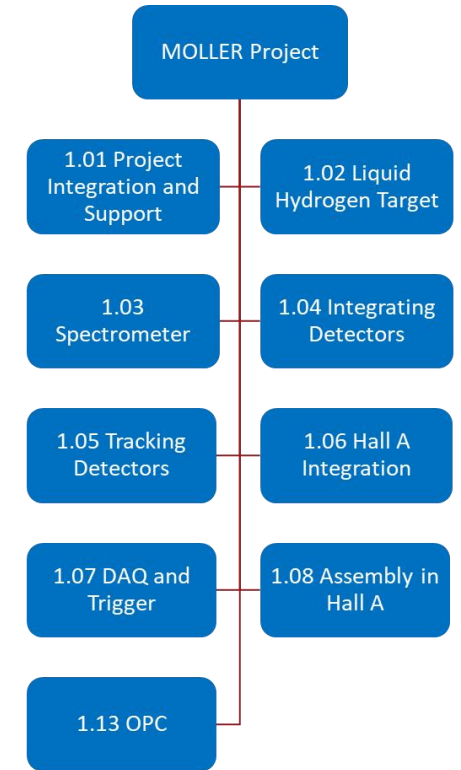 MOLLER Project
1.01 Project
Integration and
Support
1.02 Liquid
Hydrogen Target
1.03
Spectrometer
1.04 Integrating
Detectors
1.05 Tracking
Detectors
1.06 Hall A
Integration
1.07 DAQ and
Trigger
1.08 Assembly in
Hall A
1.13 OPC